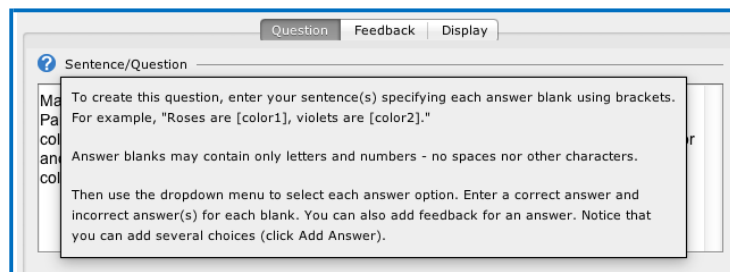 Question Feedback Display
Sentence/Question
To create this question, enter your sentence(s) specifying each answer blank using brackets.
For example, "Roses are [color1], violets are [color2]."
Answer blanks may contain only letters and numbers - no spaces nor other characters.
Then use the dropdown menu to select each answer option. Enter a correct answer and
incorrect answer(s) for each blank. You can also add feedback for an answer. Notice that
you can add several choices (click Add Answer).